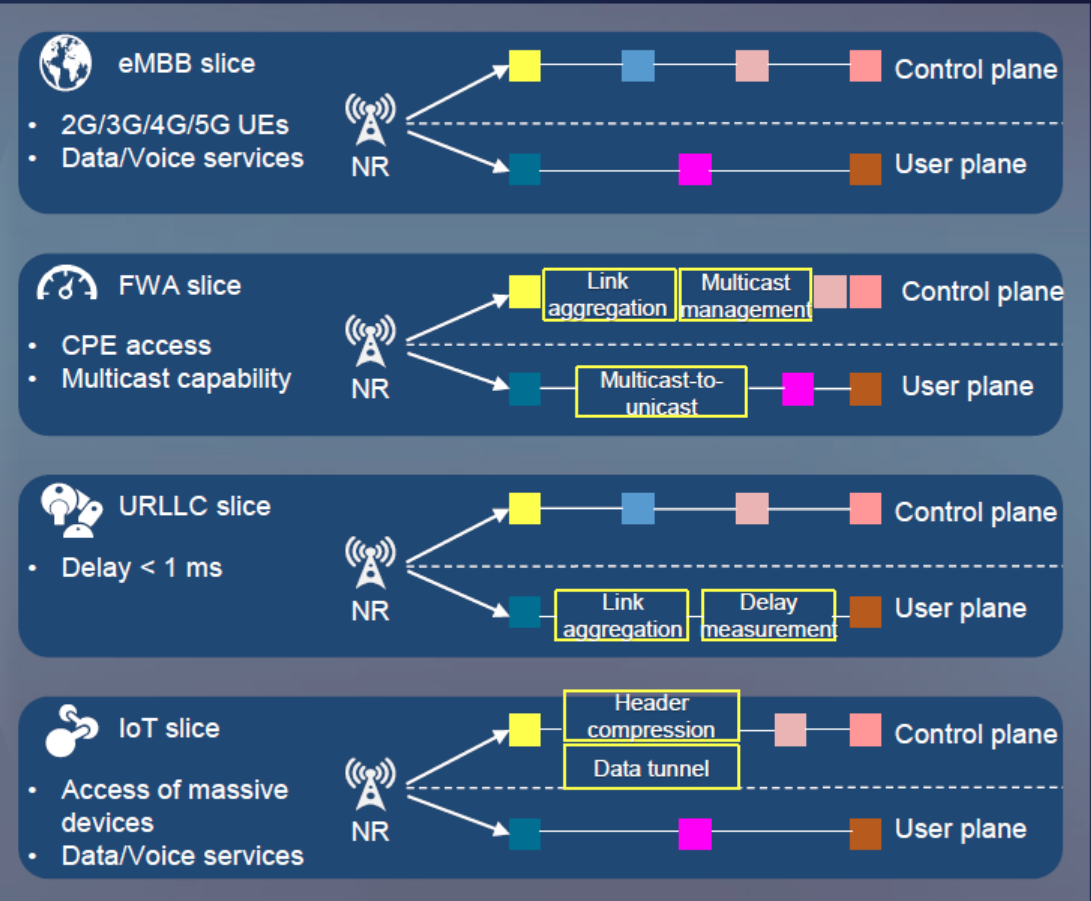 eMBB slice
• 2G/3G/4G/5G UEs
• Data/Voice services
NR
Control plane
User plane
FWA slice
• CPE access
• Multicast capability
NR
Link
aggregation
Multicast
management
Control plane
Multicast-to-
unicast
User plane
URLLC slice
• Delay < 1 ms
NR
Control plane
Link
aggregation
Delay
measurement
User plane
IoT slice
• Access of massive
devices
• Data/Voice services
NR
Header
compression
Data tunnel
Control plane
User plane